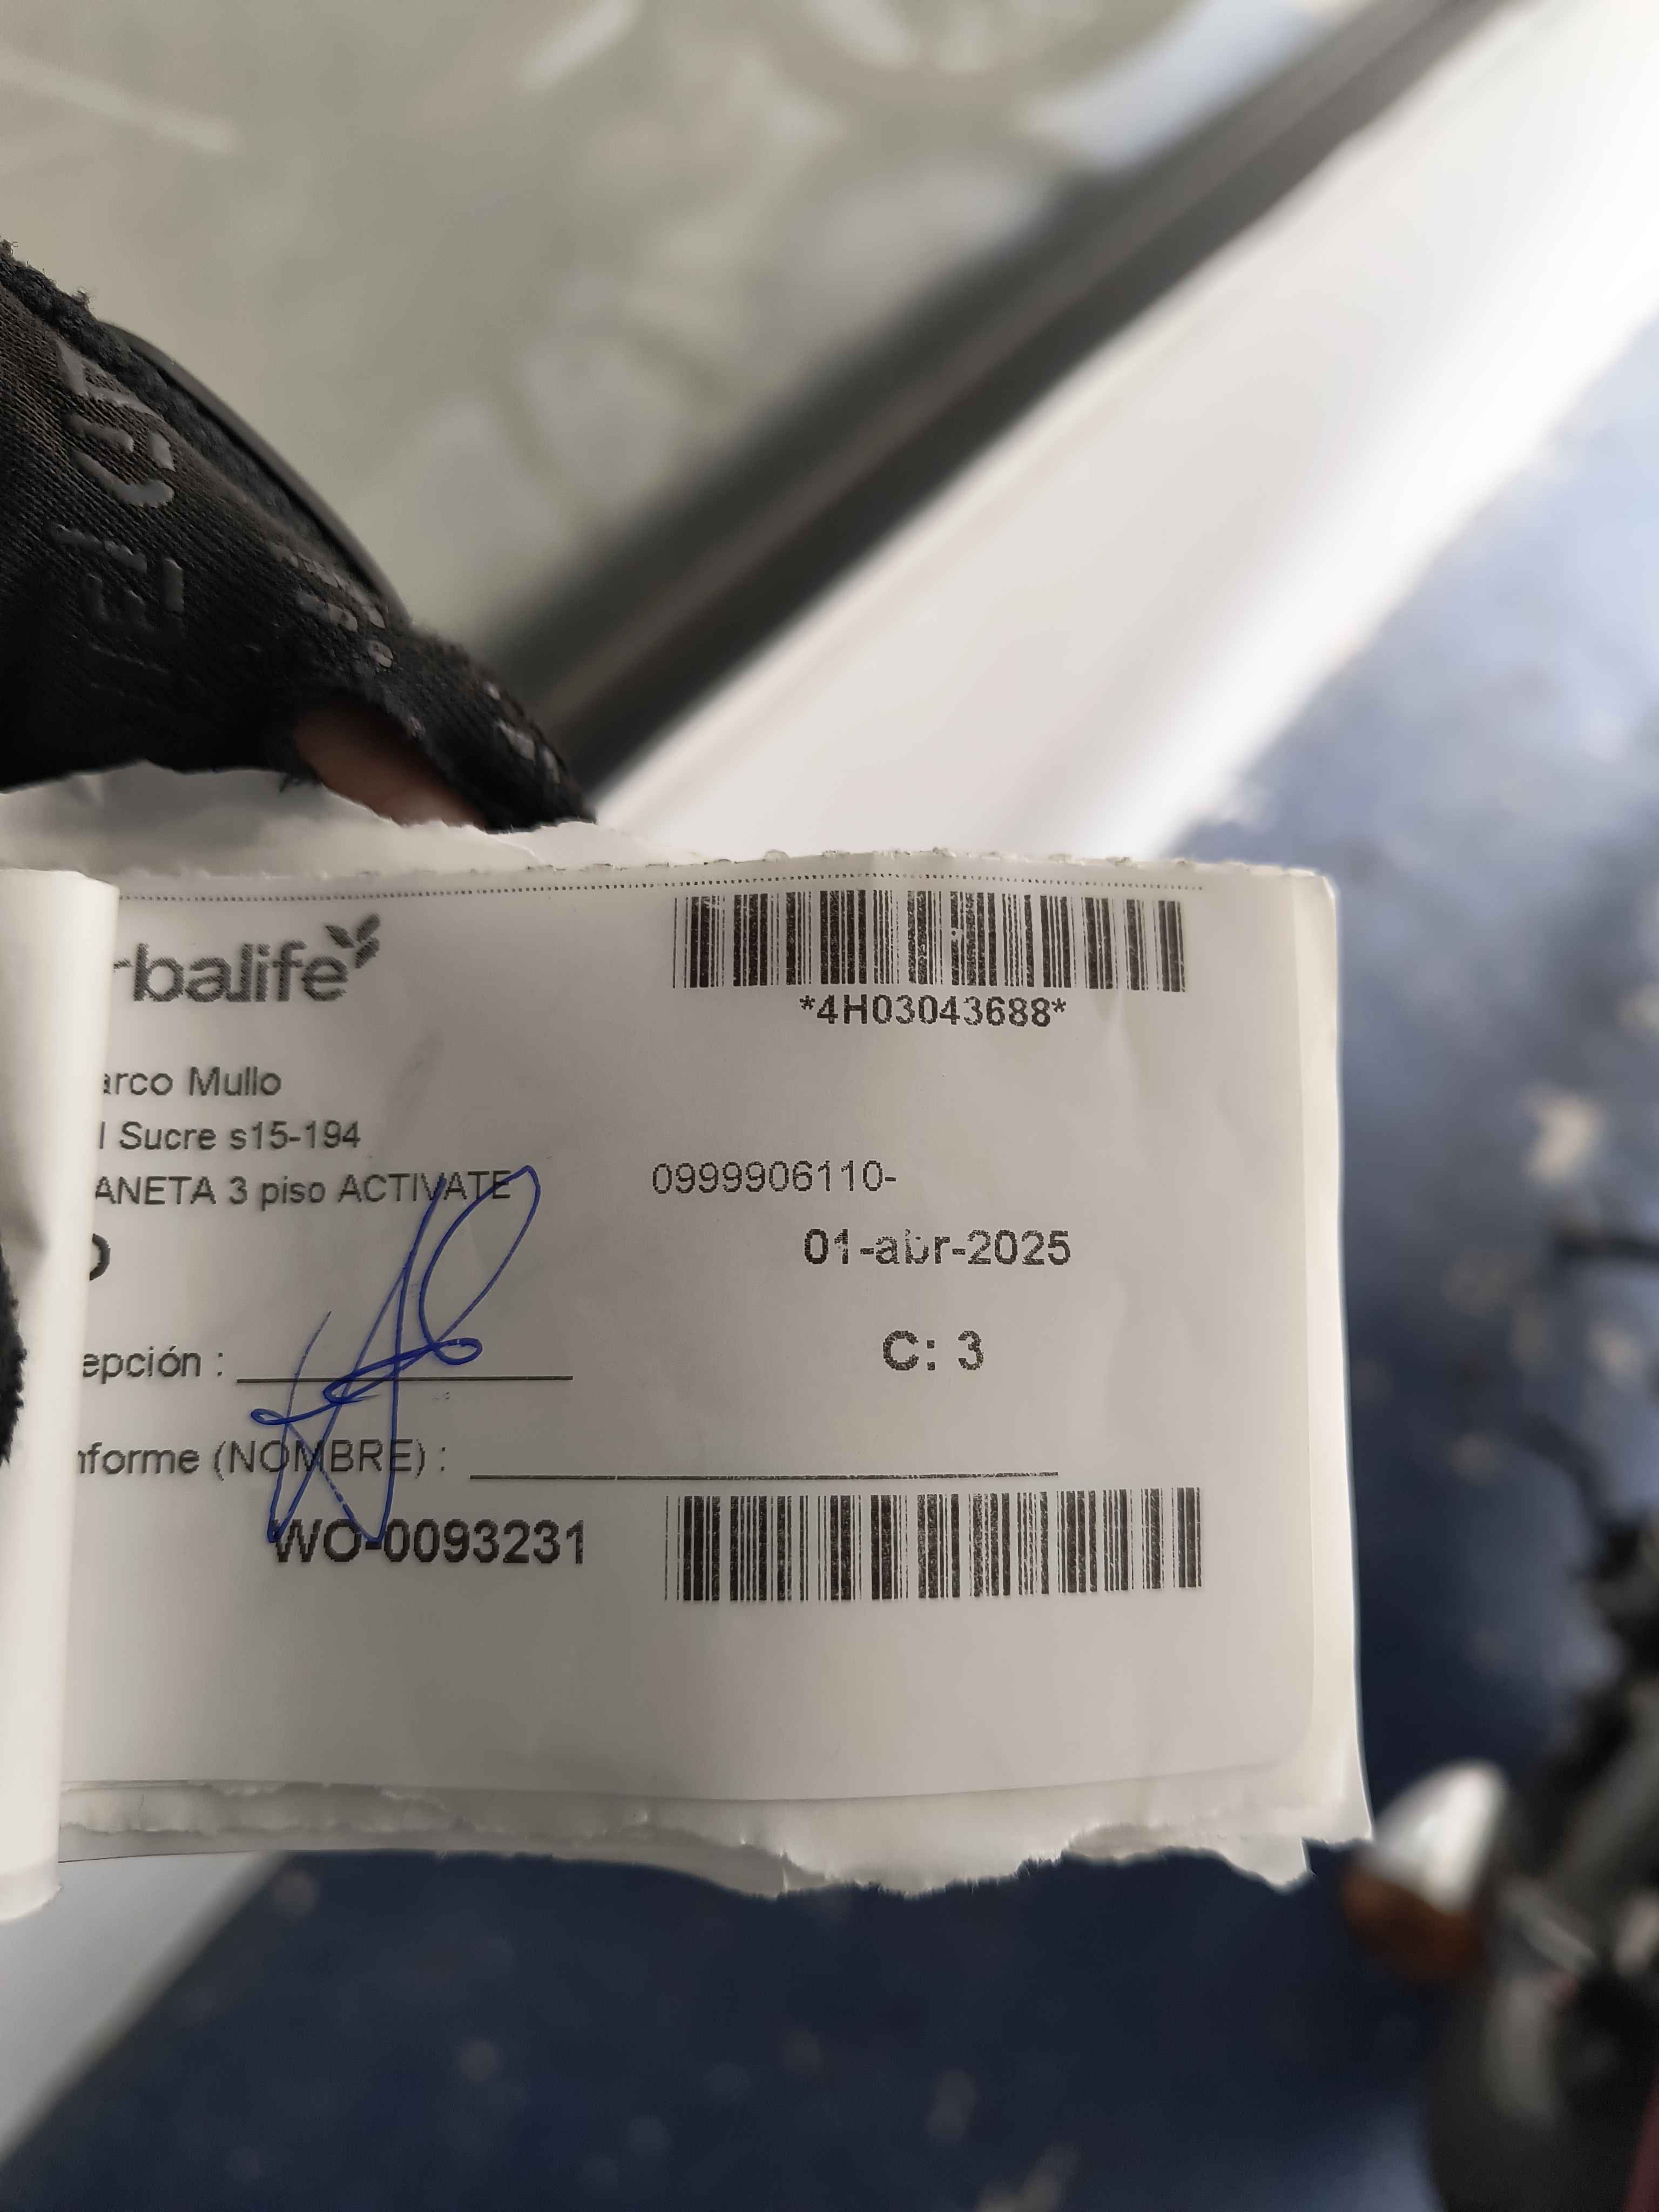 rbalife
*4H03043688*
arco Mullo
l Sucre s15-194
ANETA 3 piso ACTIVATE
0999906110-
O
01-abr-2025
epción :
C: 3
nforme (NOMBRE) :
WO-0093231